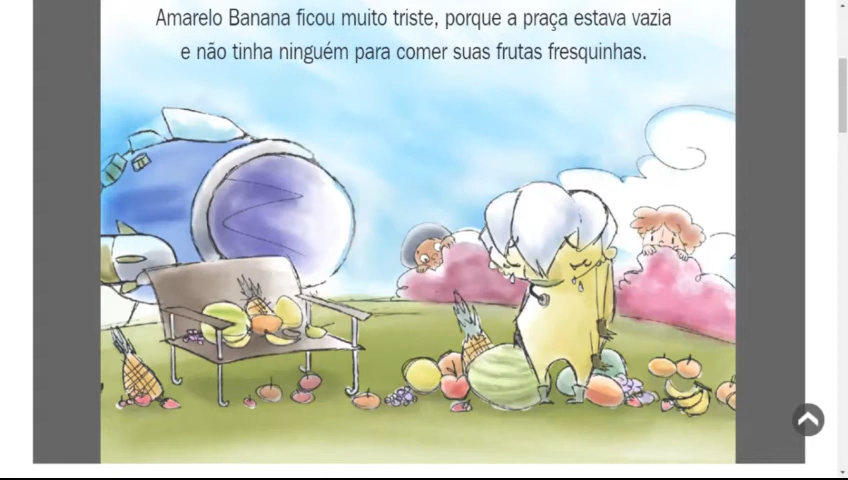 Amarelo Banana ficou muito triste, porque a praça estava vazia
e não tinha ninguém para comer suas frutas fresquinhas.